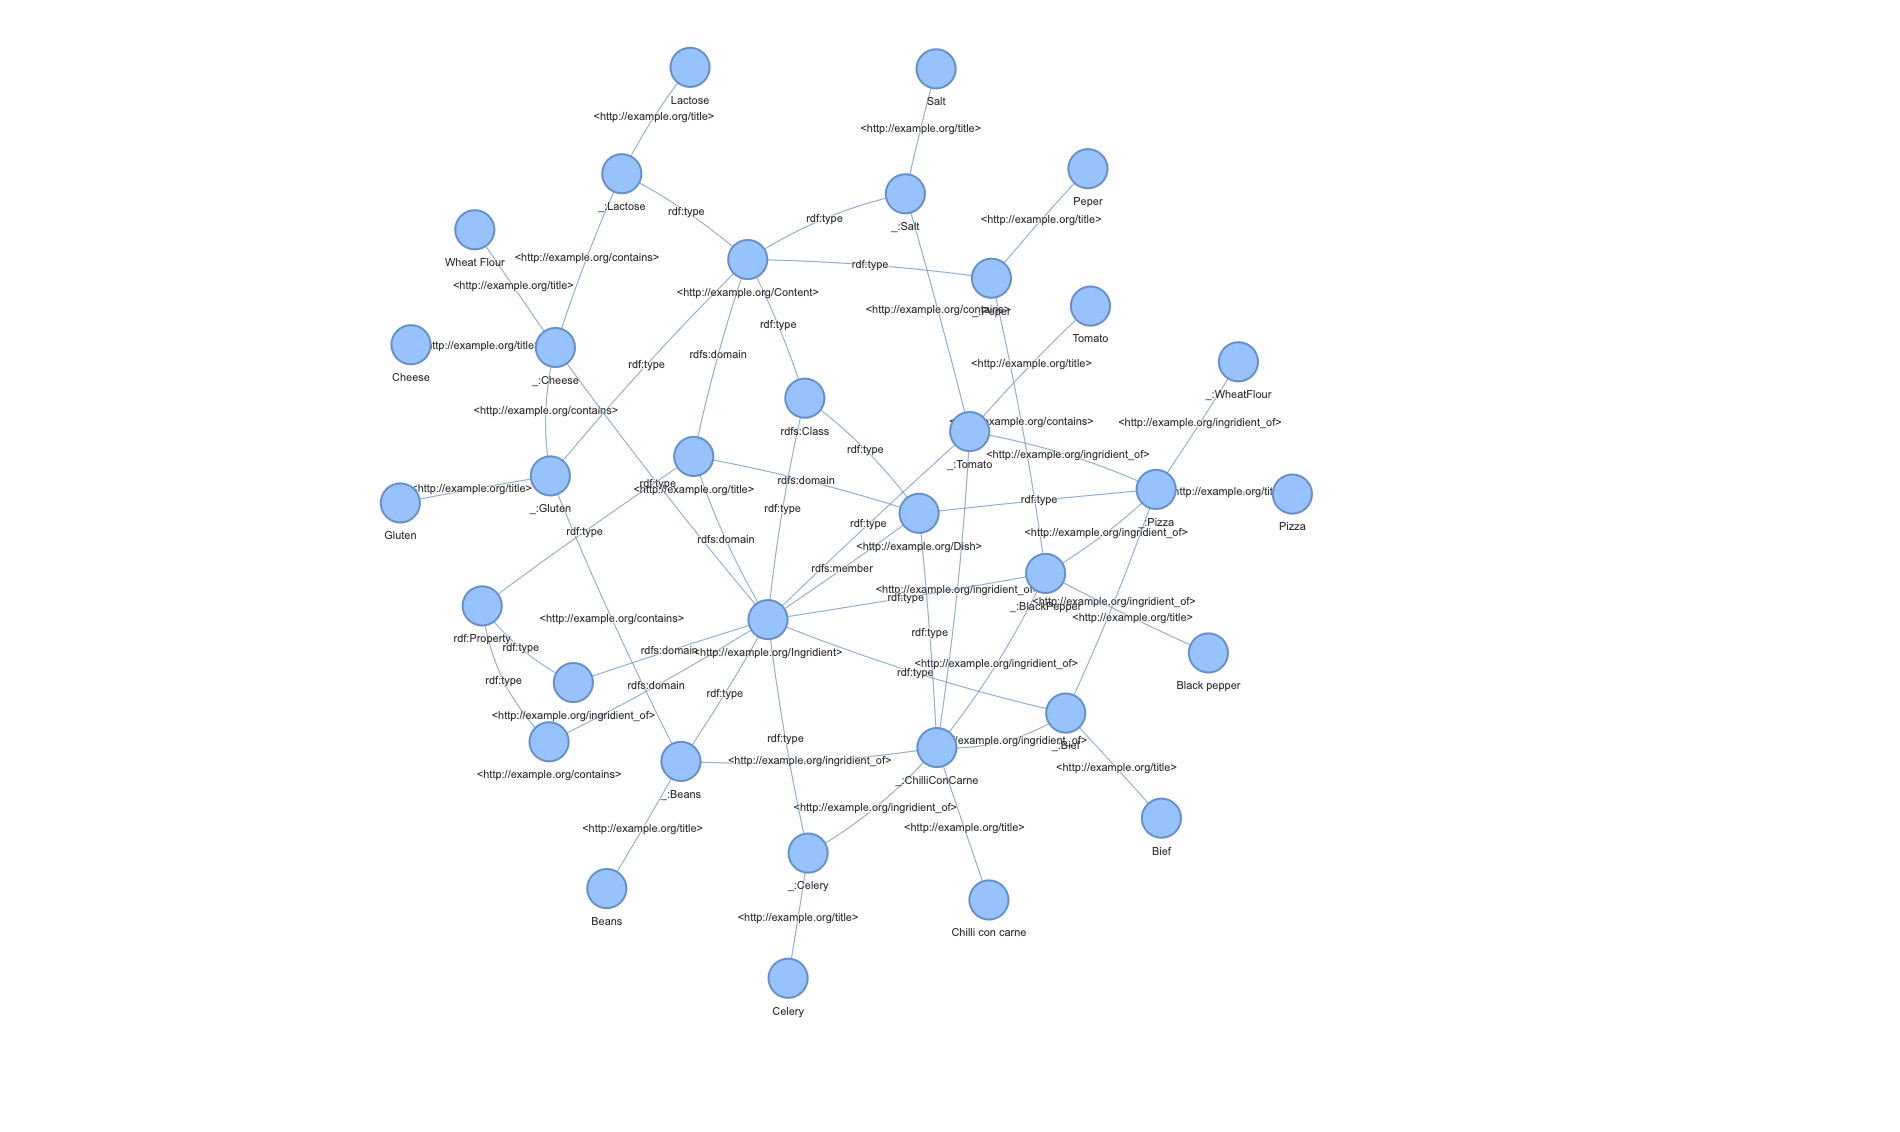 Lactose
Salt
<http://example.org/title>
<http://example.org/title>
Peper
_:Lactose
rdf:type
rdf:type
_:Salt
<http://example.org/title>
Wheat Flour
<http://example.org/contains>
rdf:type
<http://example.org/title>
<http://example.org/Content>
<http://example.org/contains>
_:Peper
rdf:type
Tomato
ttp://example.org/title
rdfs:domain
<http://example.org/title>
rdf:type
Cheese
_:Cheese
_:WheatFlour
<http://example.org/contains>
rdfs:Class
example.org/contains>
<http://example.org/ingridient_of>
rdf:type
<http://example.org/ingridient_of>
_:Tomato
<http://example.org/title>
rdf:type
<http://example.org/title>
rdfs:domain
ttp://example.org/tit
rdf:type
_:Gluten
rdf:type
rdf:type
_:Pizza
Pizza
Gluten
rdf:type
rdfs:domain
<http://example.org/Dish>
<http://example.org/ingridient_of>
rdfs:member
<http://example.org/ingridient_of
rdf:type
<http://example.org/ingridient_of>
_:BlackPepper
<http://example.org/contains>
<http://example.org/title>
rdf:Property
rdf:type
rdfs:domain
<http://example.org/Ingridient>
rdf:type
<http://example.org/ingridient_of>
rdf:type
rdf:type
rdfs:domain
rdf:type
Black pepper
<http://example.org/ingridient_of>
rdf:type
example.org/ingridient_of>
_:Bief
<http://example.org/contains>
<http://example.org/ingridient_of>
<http://example.org/title>
_:ChilliConCarne
_:Beans
<http://example.org/ingridient_of>
<http://example.org/title>
<http://example.org/title>
Bief
_:Celery
<http://example.org/title>
Beans
Chilli con carne
Celery